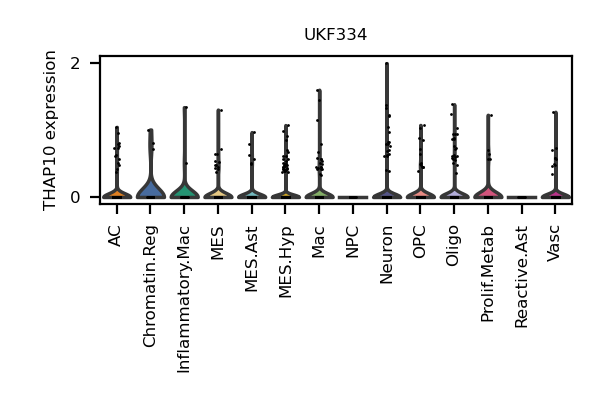 UKF334
THAP10 expression
2
0
AC
Chromatin.Reg
Inflammatory.Mac
MES
MES.Ast
MES.Hyp
Mac
NPC
Neuron
OPC
Oligo
Prolif.Metab
Reactive.Ast
Vasc